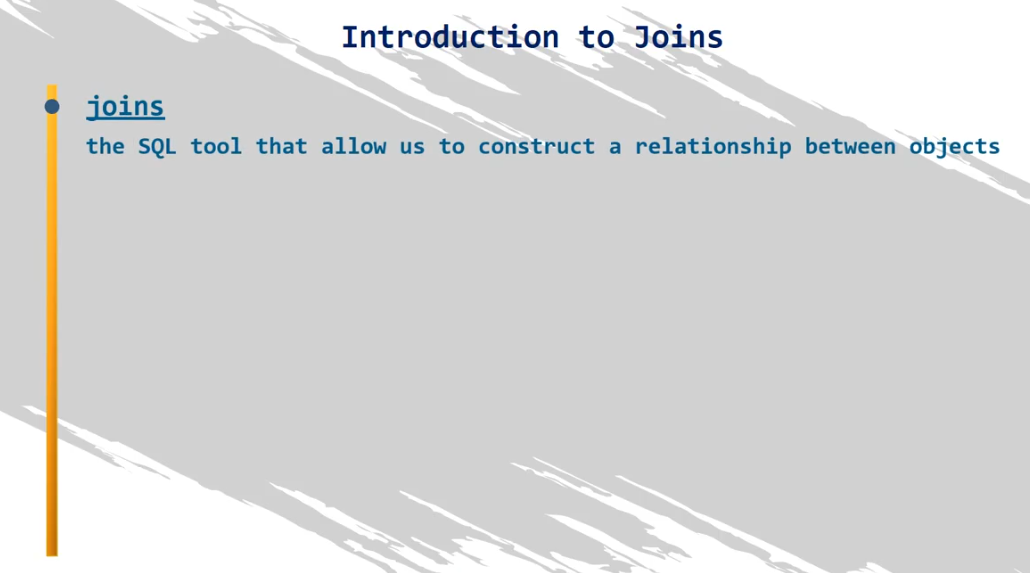 Introduction to Joins
joins
the SQL tool that allow us to construct a relationship between objects